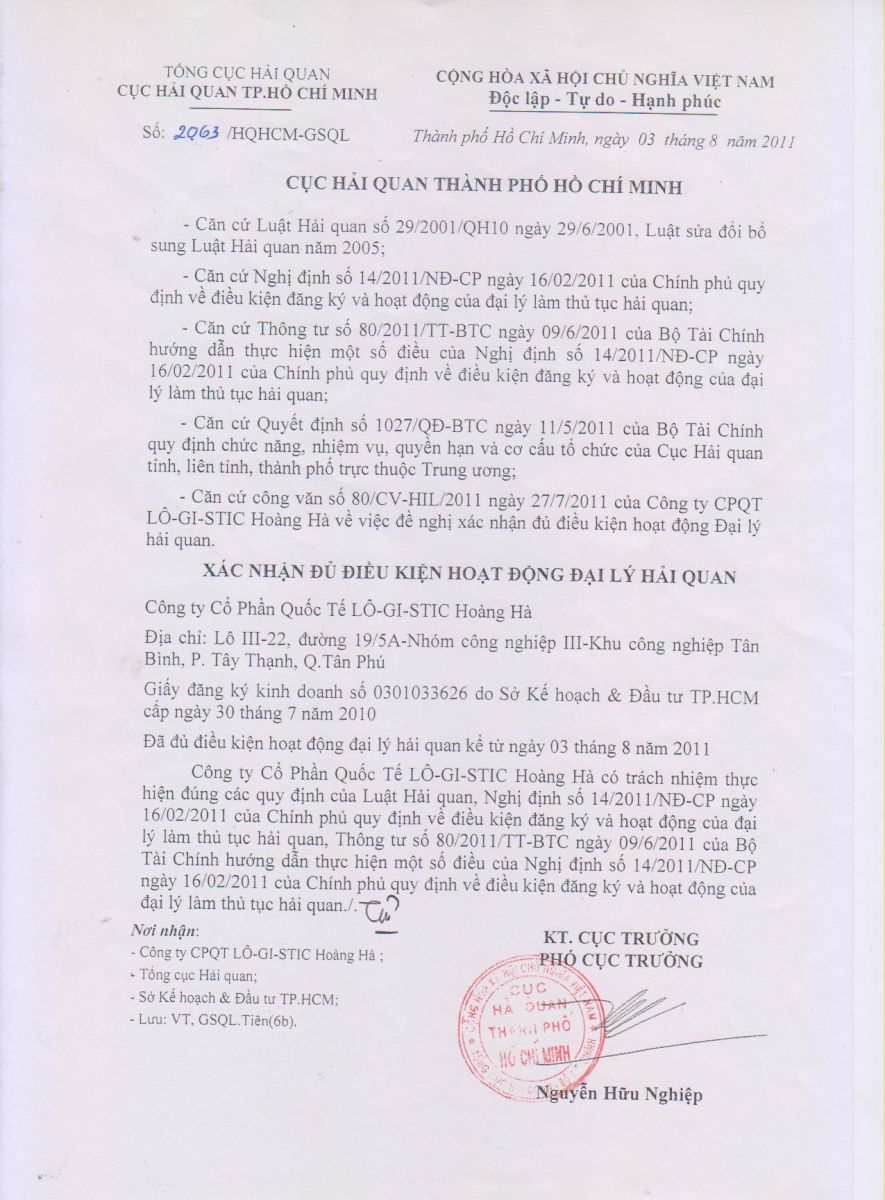 TỔNG CỤC HẢI QUAN
CỤC HẢI QUAN TP.HỒ CHÍ MINH
Số: 2063 /HQHCM-GSQL
CỘNG HÒA XÃ HỘI CHỦ NGHĨA VIỆT NAM
Độc lập - Tự do - Hạnh phúc
Thành phố Hồ Chí Minh, ngày 03 tháng 8 năm 2011
CỤC HẢI QUAN THÀNH PHỐ HỒ CHÍ MINH
- Căn cứ Luật Hải quan số 29/2001/QH10 ngày 29/6/2001, Luật sửa đổi bổ
sung Luật Hải quan năm 2005;
- Căn cứ Nghị định số 14/2011/NĐ-CP ngày 16/02/2011 của Chính phủ quy
định về điều kiện đăng ký và hoạt động của đại lý làm thủ tục hải quan;
- Căn cứ Thông tư số 80/2011/TT-BTC ngày 09/6/2011 của Bộ Tài Chính
hướng dẫn thực hiện một số điều của Nghị định số 14/2011/NĐ-CP ngày
16/02/2011 của Chính phủ quy định về điều kiện đăng ký và hoạt động của đại
lý làm thủ tục hải quan;
- Căn cứ Quyết định số 1027/QĐ-BTC ngày 11/5/2011 của Bộ Tài Chính
quy định chức năng, nhiệm vụ, quyền hạn và cơ cấu tổ chức của Cục Hải quan
tỉnh, liên tỉnh, thành phố trực thuộc Trung ương;
- Căn cứ công văn số 80/CV-HIL/2011 ngày 27/7/2011 của Công ty CPQT
LÔ-GI-STIC Hoàng Hà về việc đề nghị xác nhận đủ điều kiện hoạt động Đại lý
hải quan.
XÁC NHẬN ĐỦ ĐIỀU KIỆN HOẠT ĐỘNG ĐẠI LÝ HẢI QUAN
Công ty Cổ Phần Quốc Tế LÔ-GI-STIC Hoàng Hà
Địa chỉ: Lô III-22, đường 19/5A-Nhóm công nghiệp III-Khu công nghiệp Tân
Bình, P. Tây Thạnh, Q.Tân Phú
Giấy đăng ký kinh doanh số 0301033626 do Sở Kế hoạch & Đầu tư TP.HCM
cấp ngày 30 tháng 7 năm 2010
Đã đủ điều kiện hoạt động đại lý hải quan kể từ ngày 03 tháng 8 năm 2011
Công ty Cổ Phần Quốc Tế LÔ-GI-STIC Hoàng Hà có trách nhiệm thực
hiện đúng các quy định của Luật Hải quan, Nghị định số 14/2011/NĐ-CP ngày
16/02/2011 của Chính phủ quy định về điều kiện đăng ký và hoạt động của đại
lý làm thủ tục hải quan, Thông tư số 80/2011/TT-BTC ngày 09/6/2011 của Bộ
Tài Chính hướng dẫn thực hiện một số điều của Nghị định số 14/2011/NĐ-CP
ngày 16/02/2011 của Chính phủ quy định về điều kiện đăng ký và hoạt động của
đại lý làm thủ tục hải quan./.
Nơi nhận:
- Công ty CPQT LÔ-GI-STIC Hoàng Hà ;
- Tổng cục Hải quan;
- Sở Kế hoạch & Đầu tư TP.HCM;
- Lưu: VT, GSQL.Tiên(6b).
KT. CỤC TRƯỞNG
PHÓ CỤC TRƯỞNG
CỤC
HẢI QUAN
THÀNH PHỐ
HỒ CHÍ MINH
Nguyễn Hữu Nghiệp